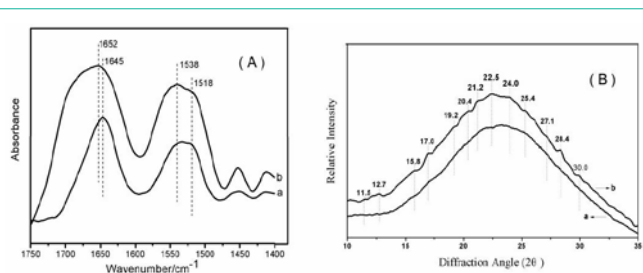 1652
1645
1538
1518
( A )
b
a
Absorbance
1750 1700 1650 1600 1550 1500 1450 1400
Wavenumber/cm-1
( B )
Relative Intensity
11.5
12.7
15.8
17.0
19.2
20.4
21.2
22.5
24.0
25.4
27.1
28.4
30.0
b
a
10 15 20 25 30 35
Diffraction Angle (2θ)